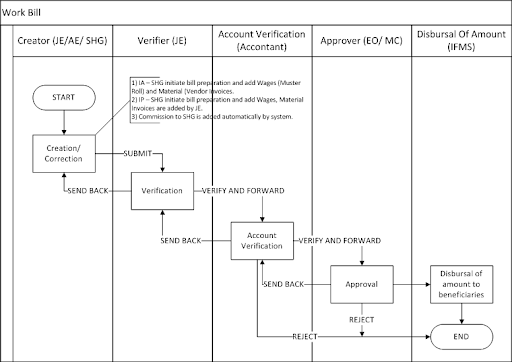 Work Bill
Creator (JE/AE/ SHG)
Verifier (JE)
Account Verification
(Accontant)
Approver (EO/ MC)
Disbursal Of Amount
(IFMS)
1) IA – SHG initiate bill preparation and add Wages (Muster
Roll) and Material (Vendor Invoices.
2) IP – SHG Initiate bill preparation and add Wages, Material
Invoices are added by JE.
3) Commission to SHG is added automatically by system.
START
Creation/
Correction
SUBMIT
SEND BACK
Verification
VERIFY AND FORWARD
SEND BACK
Account
Verification
VERIFY AND FORWARD
SEND BACK
Approval
Disbursal of
amount to
beneficiaries
REJECT
REJECT
END